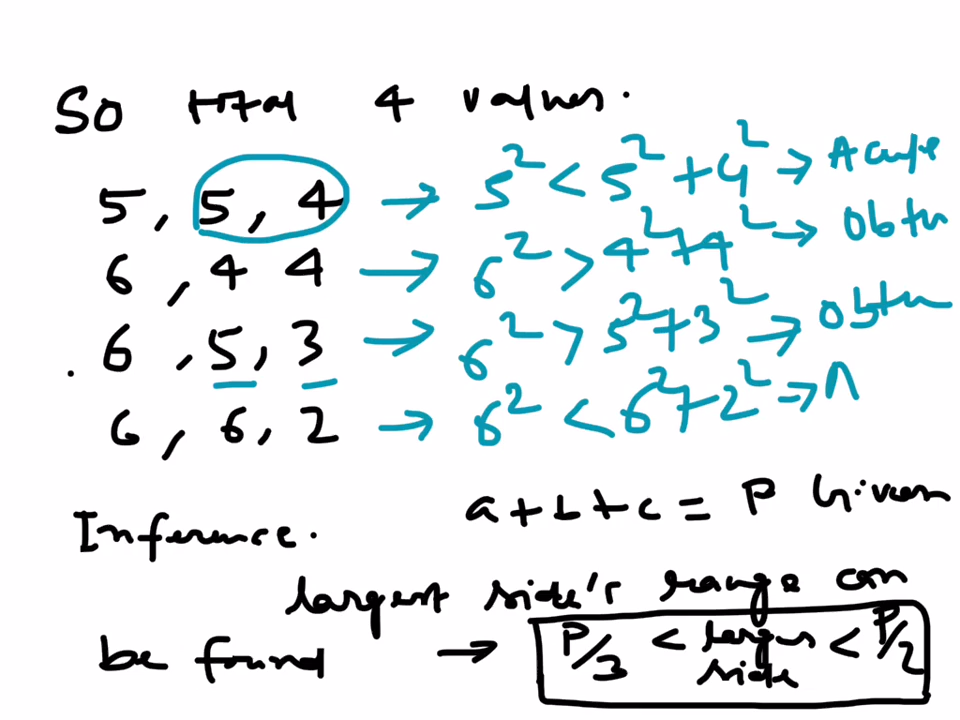 So total 4 values.
5, 5, 4 → 5² < 5² + 4² → Acute
6, 4 4 → 6² > 4² + 4² → Obtu
6, 5, 3 → 6² > 5² + 3² → Obtu
6, 6, 2 → 6² < 6² + 2² → A
Inference. a + b + c = P Given
largest side's range can
be found → P/3 < largest side < P/2